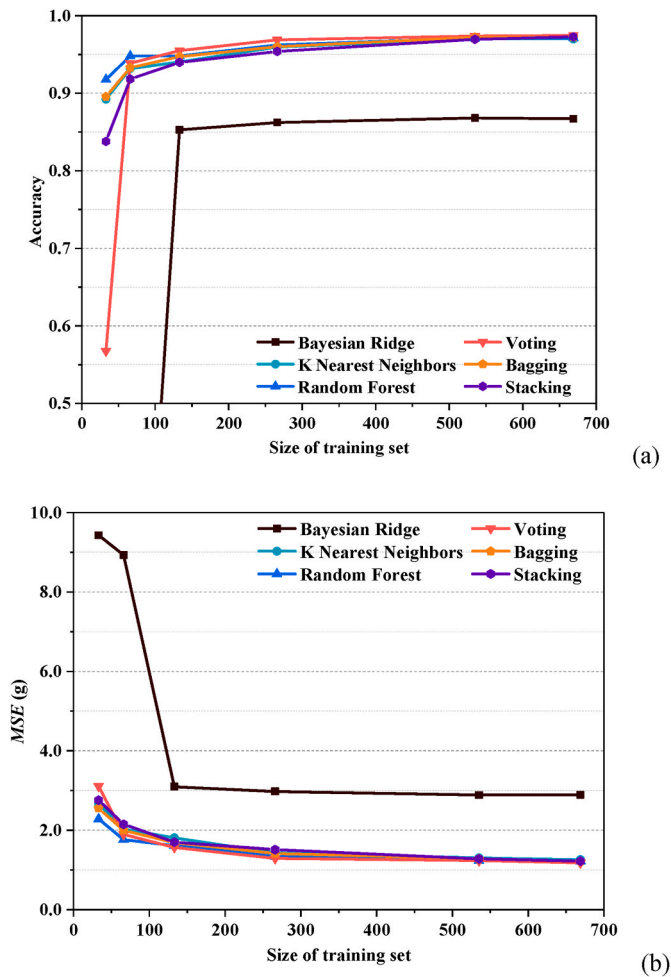 1.0
0.9
0.8
0.7
0.6
0.5
Accuracy
Bayesian Ridge Voting
K Nearest Neighbors Bagging
Random Forest Stacking
0 100 200 300 400 500 600 700
Size of training set
(a)
10.0
8.0
6.0
4.0
2.0
0.0
MSE (g)
Bayesian Ridge Voting
K Nearest Neighbors Bagging
Random Forest Stacking
0 100 200 300 400 500 600 700
Size of training set
(b)